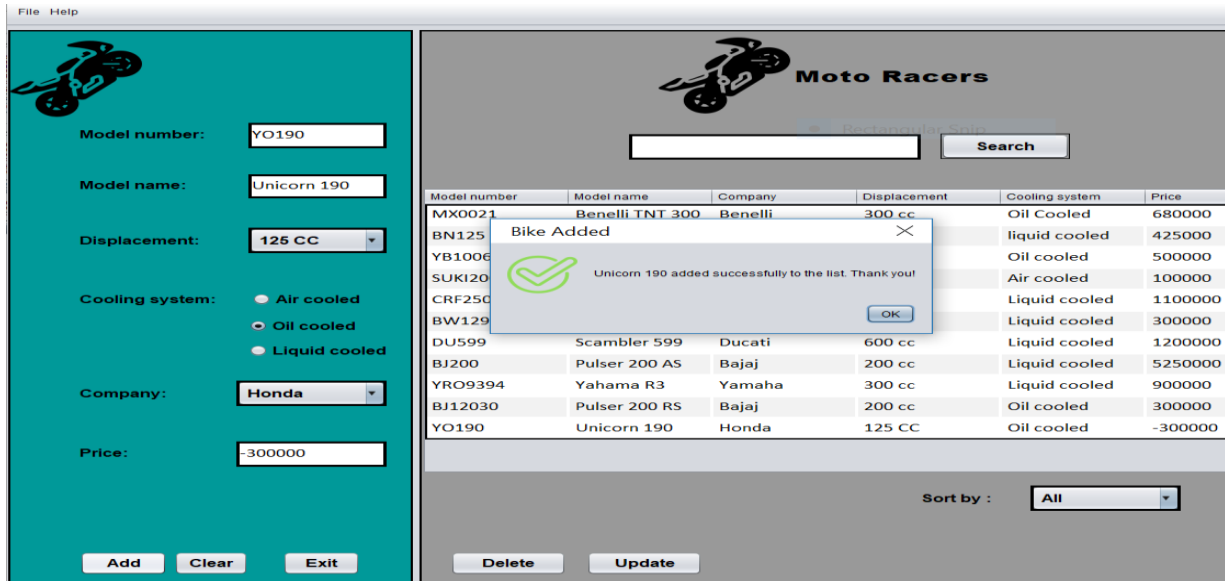 File Help
Model number: YO190
Model name: Unicorn 190
Displacement: 125 CC
Cooling system: Air cooled
Oil cooled
Liquid cooled
Company: Honda
Price: -300000
Add Clear Exit
Moto Racers
Rectangular Snip
Search
Model number Model name Company Displacement Cooling system Price
MX0021 Benelli TNT 300 Benelli 300 cc Oil Cooled 680000
BN125 liquid cooled 425000
YB1006 Oil cooled 500000
SUKI20 Air cooled 100000
CRF250 Liquid cooled 1100000
BW129 Liquid cooled 300000
DU599 Scambler 599 Ducati 600 cc Liquid cooled 1200000
BJ200 Pulser 200 AS Bajaj 200 cc Liquid cooled 5250000
YRO9394 Yahama R3 Yamaha 300 cc Liquid cooled 900000
BJ12030 Pulser 200 RS Bajaj 200 cc Oil cooled 300000
YO190 Unicorn 190 Honda 125 CC Oil cooled -300000
Bike Added
Unicorn 190 added successfully to the list. Thank you!
OK
Sort by : All
Delete Update